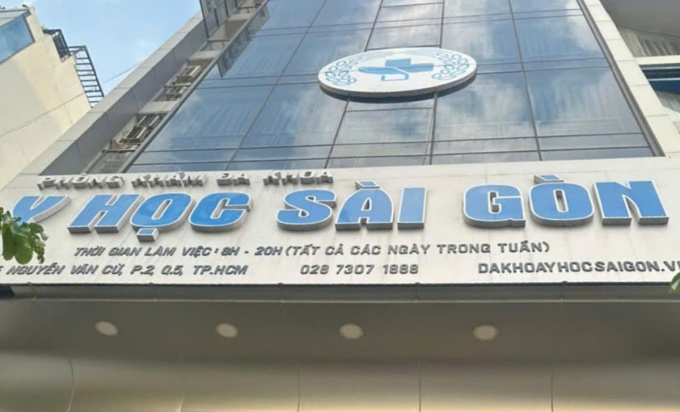 PHÒNG KHÁM ĐA KHOA
Y HỌC SÀI GÒN
THỜI GIAN LÀM VIỆC: 8H - 20H (TẤT CẢ CÁC NGÀY TRONG TUẦN)
NGUYỄN VĂN CỪ, P.2, Q.5, TP.HCM 028 7307 1888 DAKHOAYHOCSAIGON.V